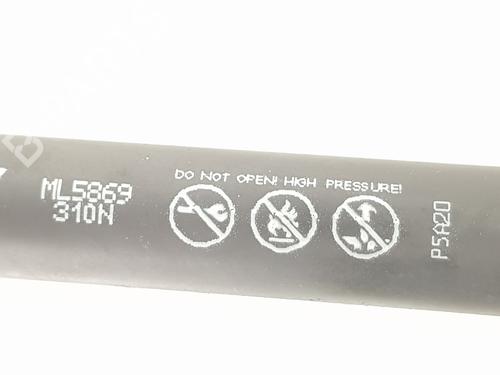 ML5869
310N
DO NOT OPEN! HIGH PRESSURE!
P5A20